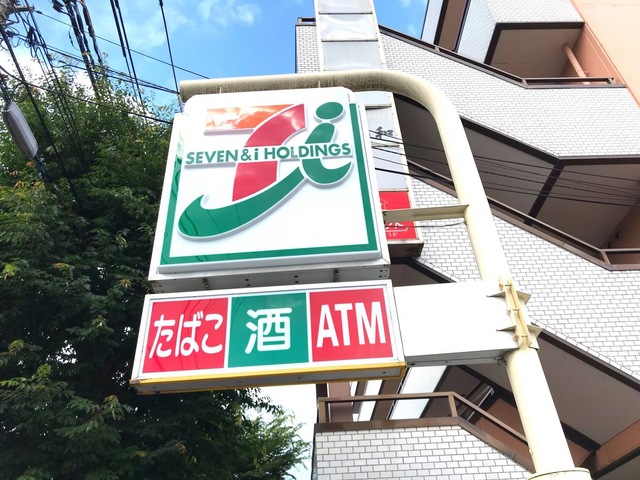 SEVEN & i HOLDINGS
たばこ 酒 ATM